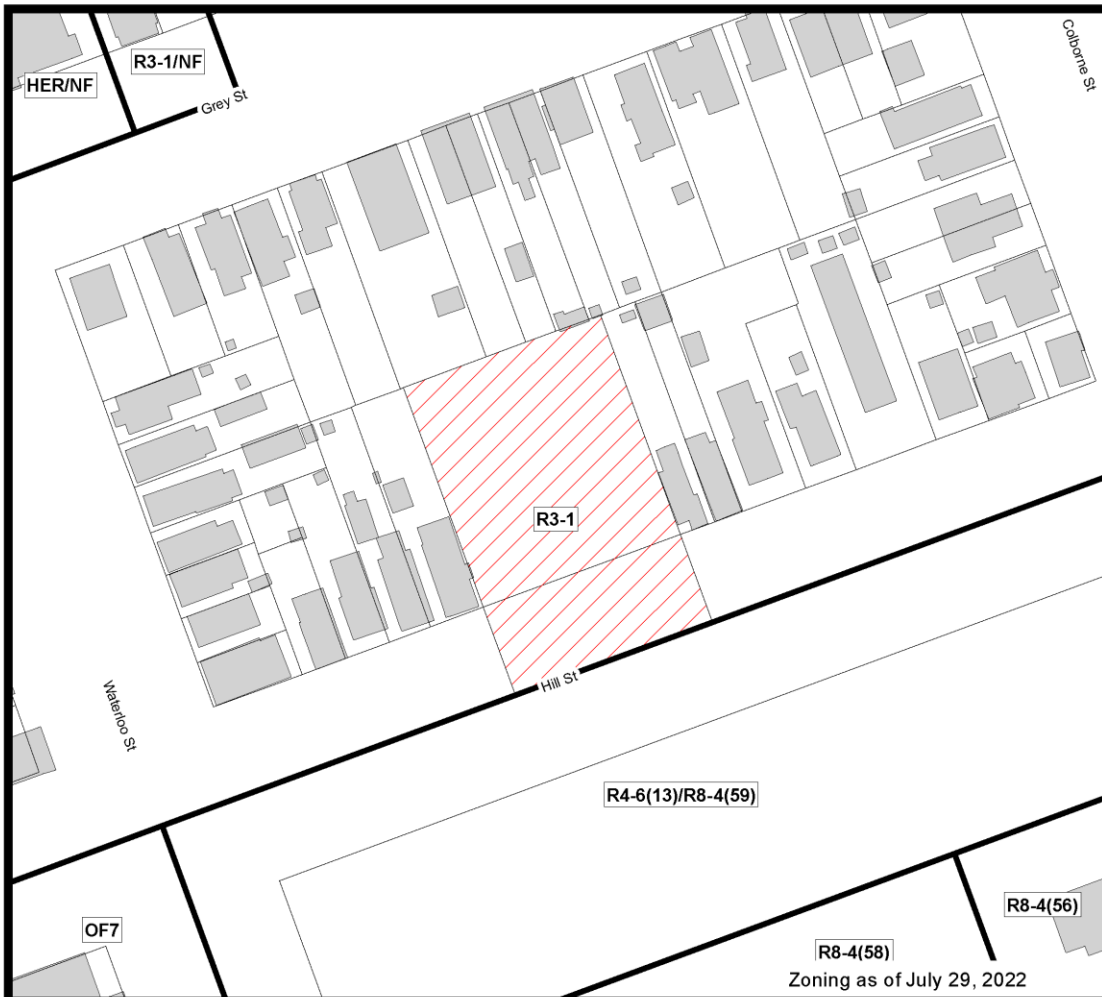 Colborne St
R3-1/NF
HER/NF
Grey St
R3-1
Hill St
Waterloo St
R4-6(13)/R8-4(59)
R8-4(56)
OF7
R8-4(58)
Zoning as of July 29, 2022